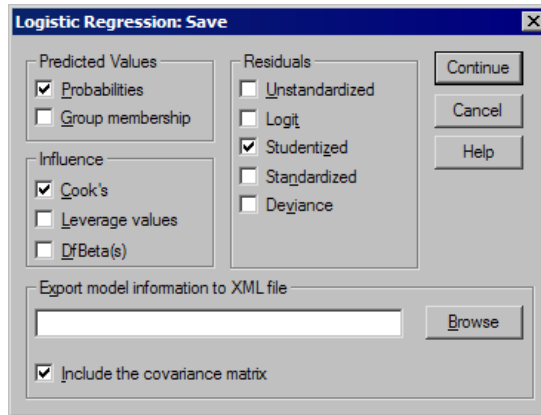 Logistic Regression: Save
Predicted Values
Probabilities
Group membership
Influence
Cook's
Leverage values
DfBeta(s)
Residuals
Unstandardized
Logit
Studentized
Standardized
Deviance
Continue
Cancel
Help
Export model information to XML file
Browse
Include the covariance matrix